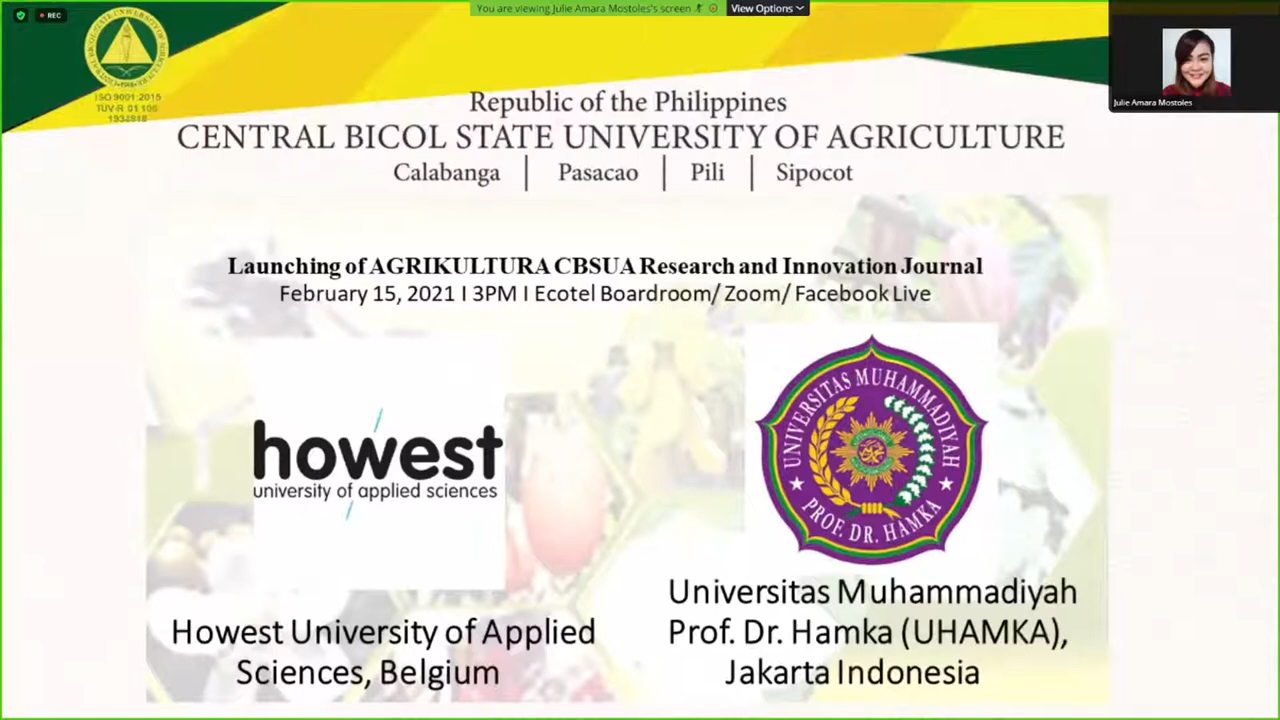 REC
You are viewing Julie Amara Mostoles's screen
View Options
ISO 9001:2015
TÜV-R 01 100
1934918
Julie Amara Mostoles
Republic of the Philippines
CENTRAL BICOL STATE UNIVERSITY OF AGRICULTURE
Calabanga | Pasacao | Pili | Sipocot
Launching of AGRIKULTURA CBSUA Research and Innovation Journal
February 15, 2021 I 3PM I Ecotel Boardroom/ Zoom/ Facebook Live
howest
university of applied sciences
UNIVERSITAS MUHAMMADIYAH
PROF. DR. HAMKA
Howest University of Applied
Sciences, Belgium
Universitas Muhammadiyah
Prof. Dr. Hamka (UHAMKA),
Jakarta Indonesia